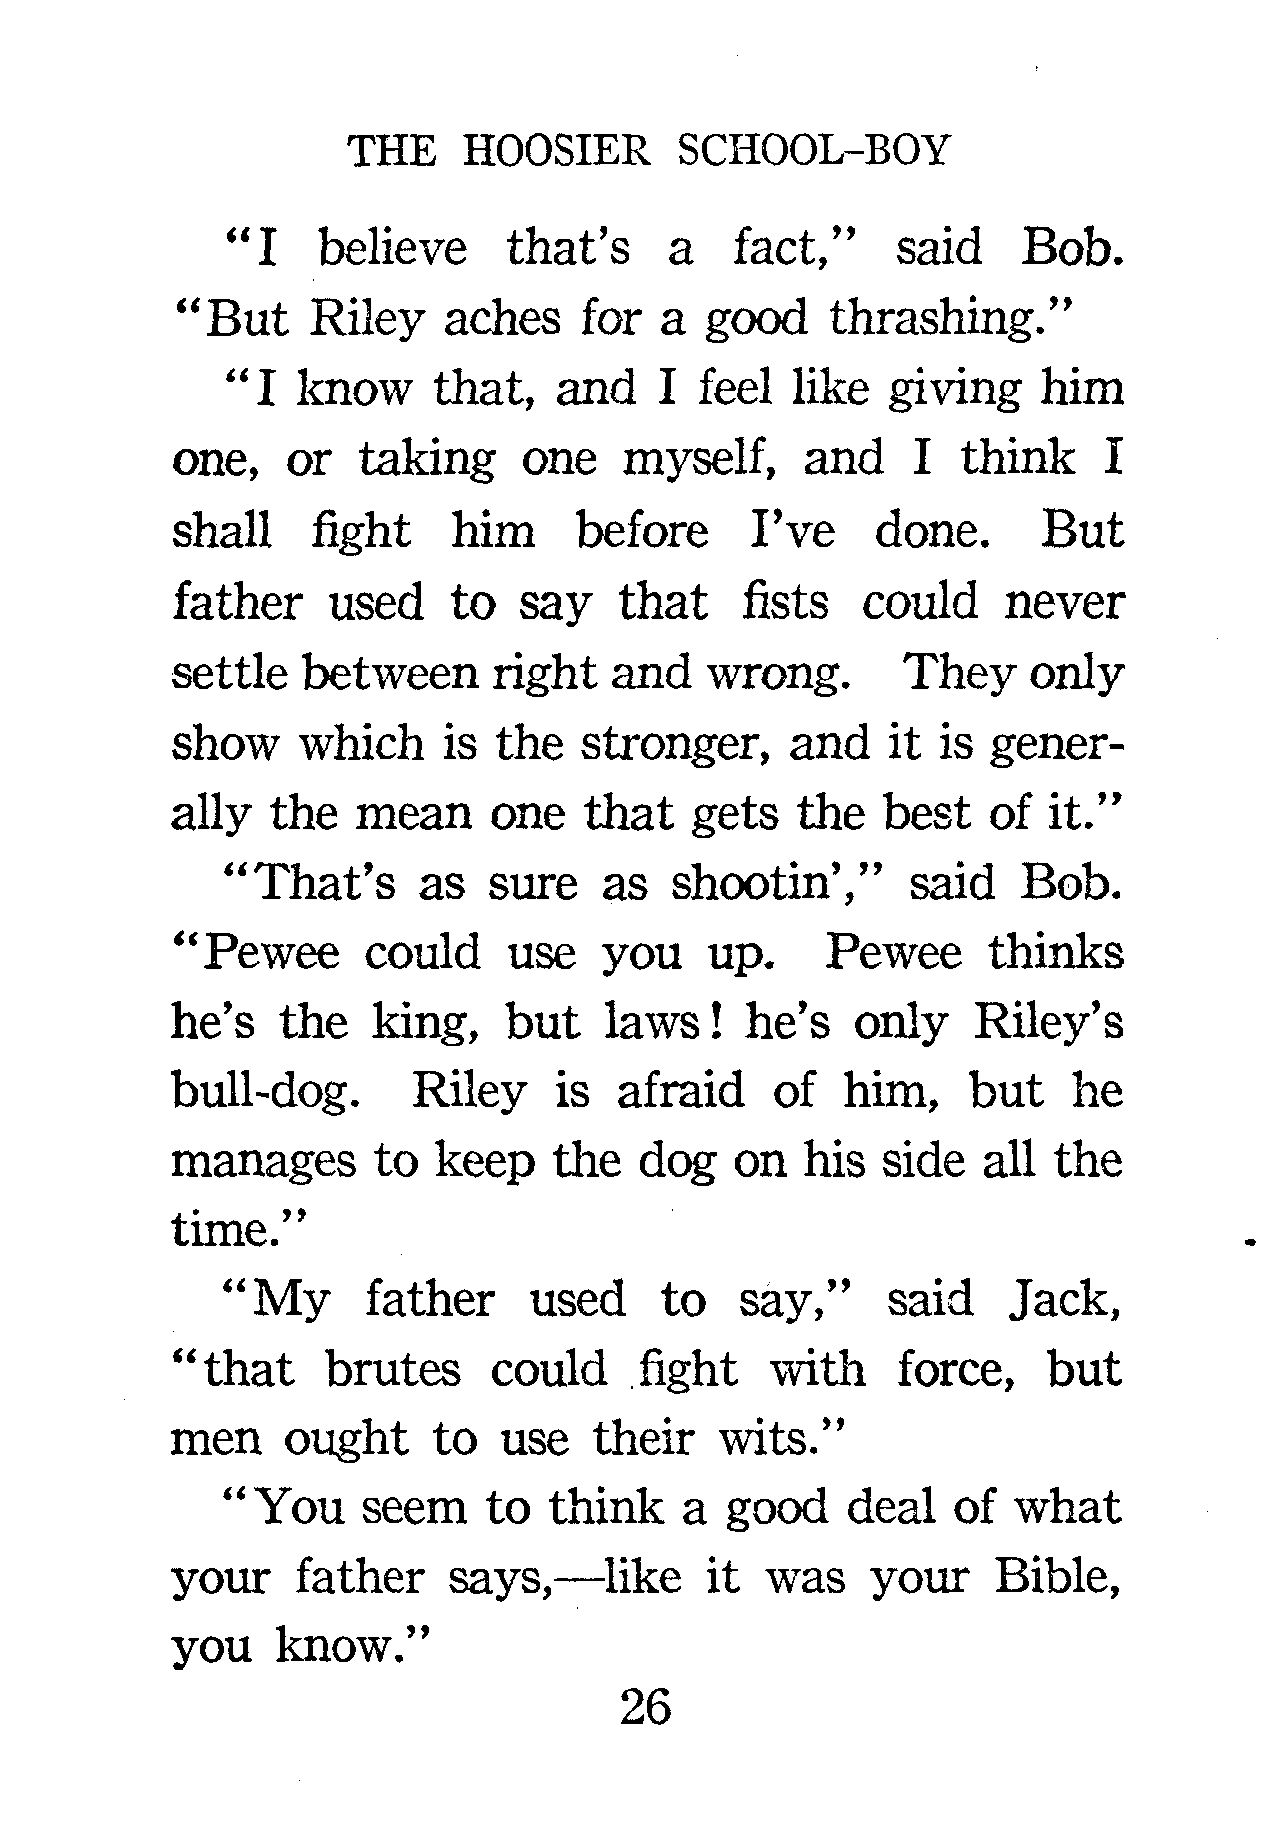 THE HOOSIER SCHOOL-BOY
"I believe that's a fact," said Bob.
"But Riley aches for a good thrashing."
"I know that, and I feel like giving him
one, or taking one myself, and I think I
shall fight him before I've done. But
father used to say that fists could never
settle between right and wrong. They only
show which is the stronger, and it is gener-
ally the mean one that gets the best of it."
"That's as sure as shootin'," said Bob.
"Pewee could use you up. Pewee thinks
he's the king, but laws! he's only Riley's
bull-dog. Riley is afraid of him, but he
manages to keep the dog on his side all the
time."
"My father used to say," said Jack,
"that brutes could fight with force, but
men ought to use their wits."
"You seem to think a good deal of what
your father says,—like it was your Bible,
you know."
26